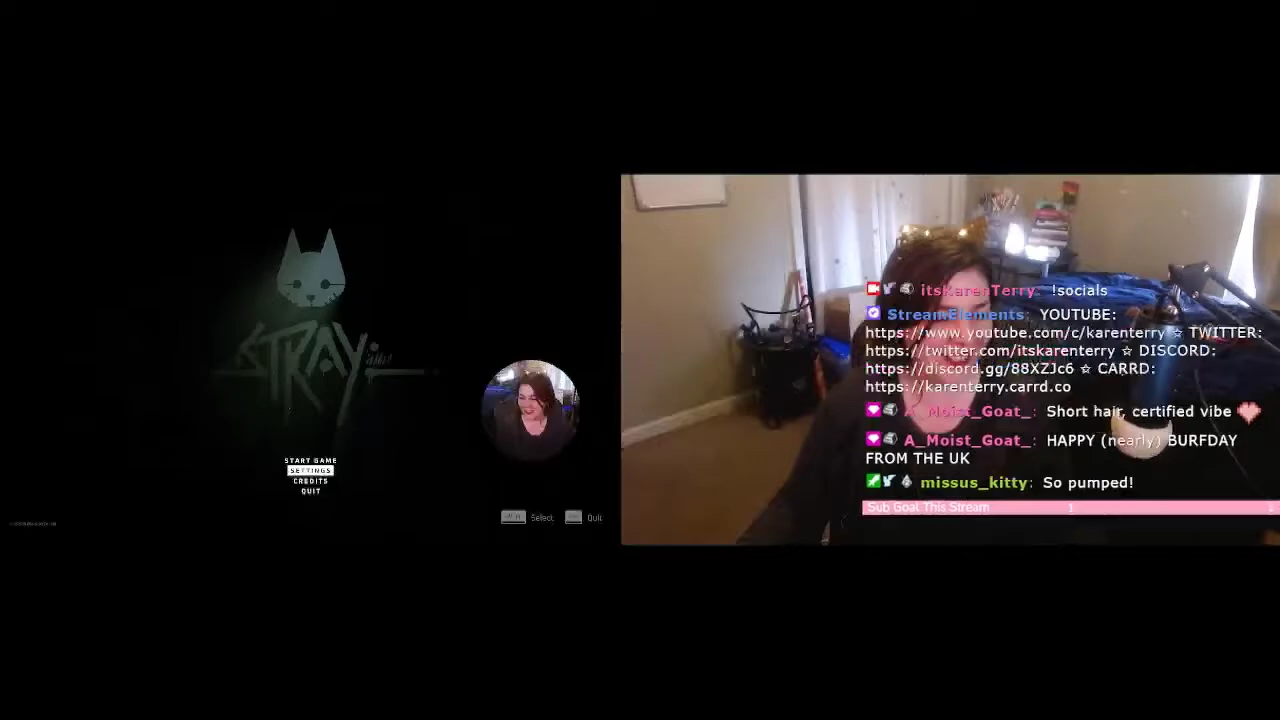 STRAY
START GAME
SETTINGS
CREDITS
QUIT
Select
Quit
itsKarenTerry: !socials
StreamElements: YOUTUBE:
https://www.youtube.com/c/karenterry ☆ TWITTER:
https://twitter.com/itskarenterry ☆ DISCORD:
https://discord.gg/88XZJc6 ☆ CARRD:
https://karenterry.carrd.co
A_Moist_Goat_: Short hair, certified vibe
A_Moist_Goat_: HAPPY (nearly) BURFDAY
FROM THE UK
missus_kitty: So pumped!
Sub Goal This Stream 1